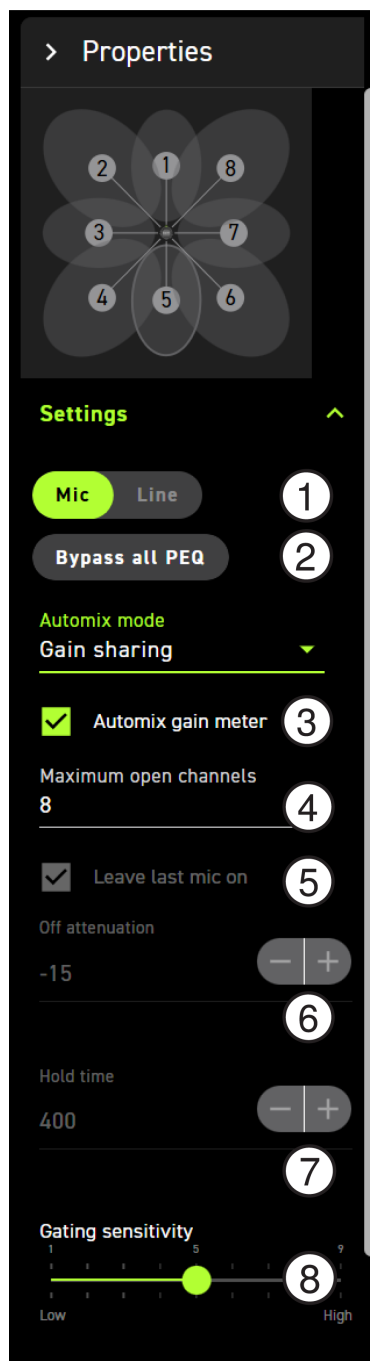 Properties
2 1 8
3 7
4 5 6
Settings
Mic Line 1
Bypass all PEQ 2
Automix mode
Gain sharing
Automix gain meter 3
Maximum open channels
8 4
Leave last mic on 5
Off attenuation
-15 − +
6
Hold time
400 − +
7
Gating sensitivity
1 5 9
8
Low High